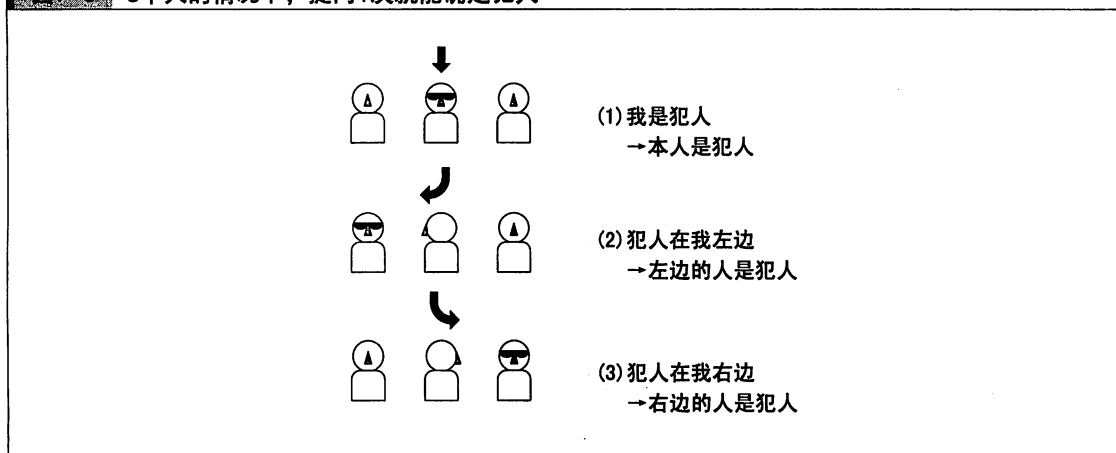 (1)我是犯人
→本人是犯人
(2)犯人在我左边
→左边的人是犯人
(3)犯人在我右边
→右边的人是犯人